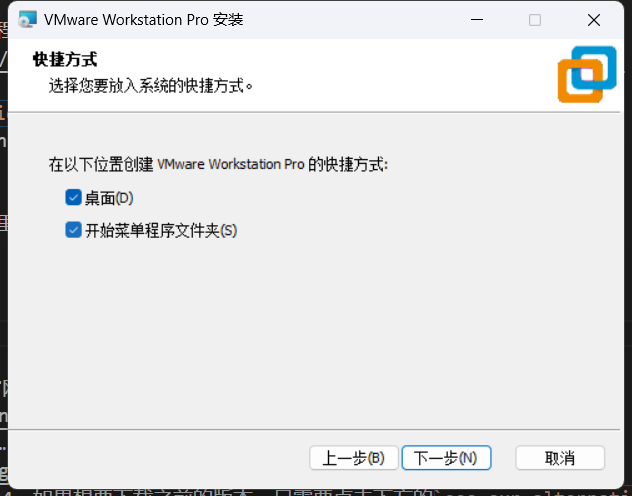 VMware Workstation Pro 安装
快捷方式
选择您要放入系统的快捷方式。
在以下位置创建 VMware Workstation Pro 的快捷方式:
桌面(D)
开始菜单程序文件夹(S)
上一步(B) 下一步(N) 取消